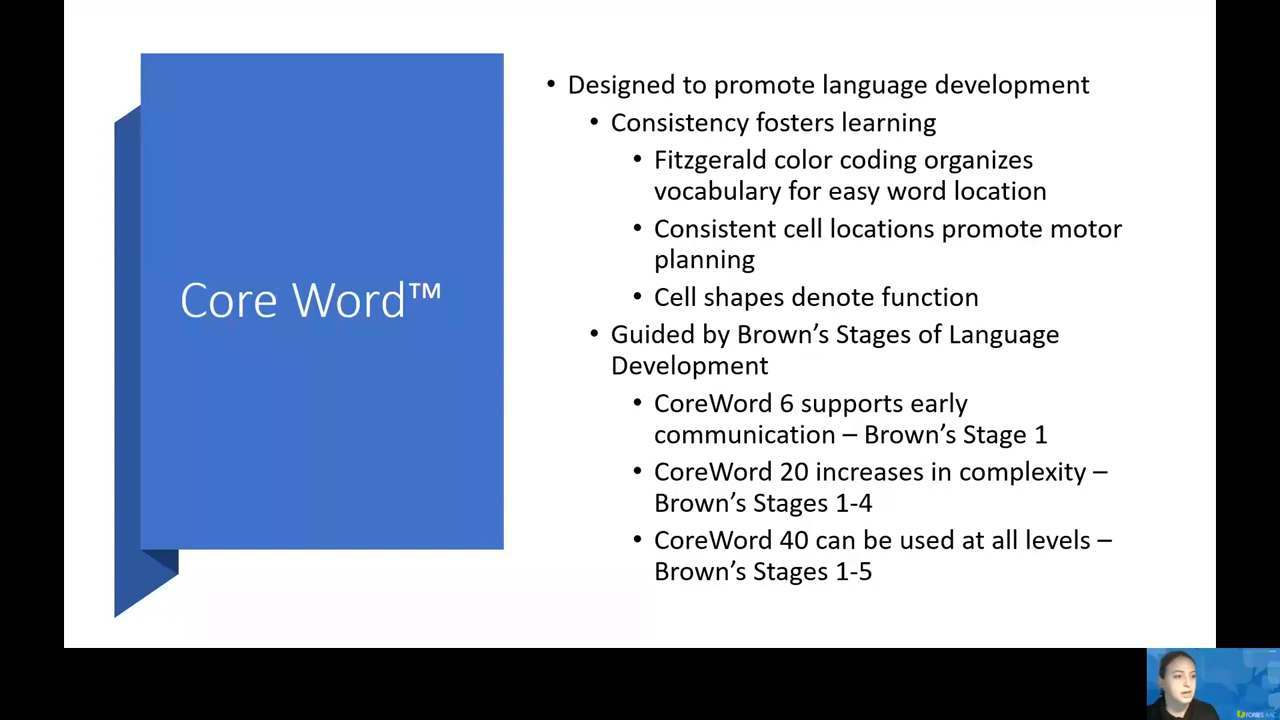 Core Word™
• Designed to promote language development
• Consistency fosters learning
• Fitzgerald color coding organizes
vocabulary for easy word location
• Consistent cell locations promote motor
planning
• Cell shapes denote function
• Guided by Brown’s Stages of Language
Development
• CoreWord 6 supports early
communication – Brown’s Stage 1
• CoreWord 20 increases in complexity –
Brown’s Stages 1-4
• CoreWord 40 can be used at all levels –
Brown’s Stages 1-5
FORBES AAC